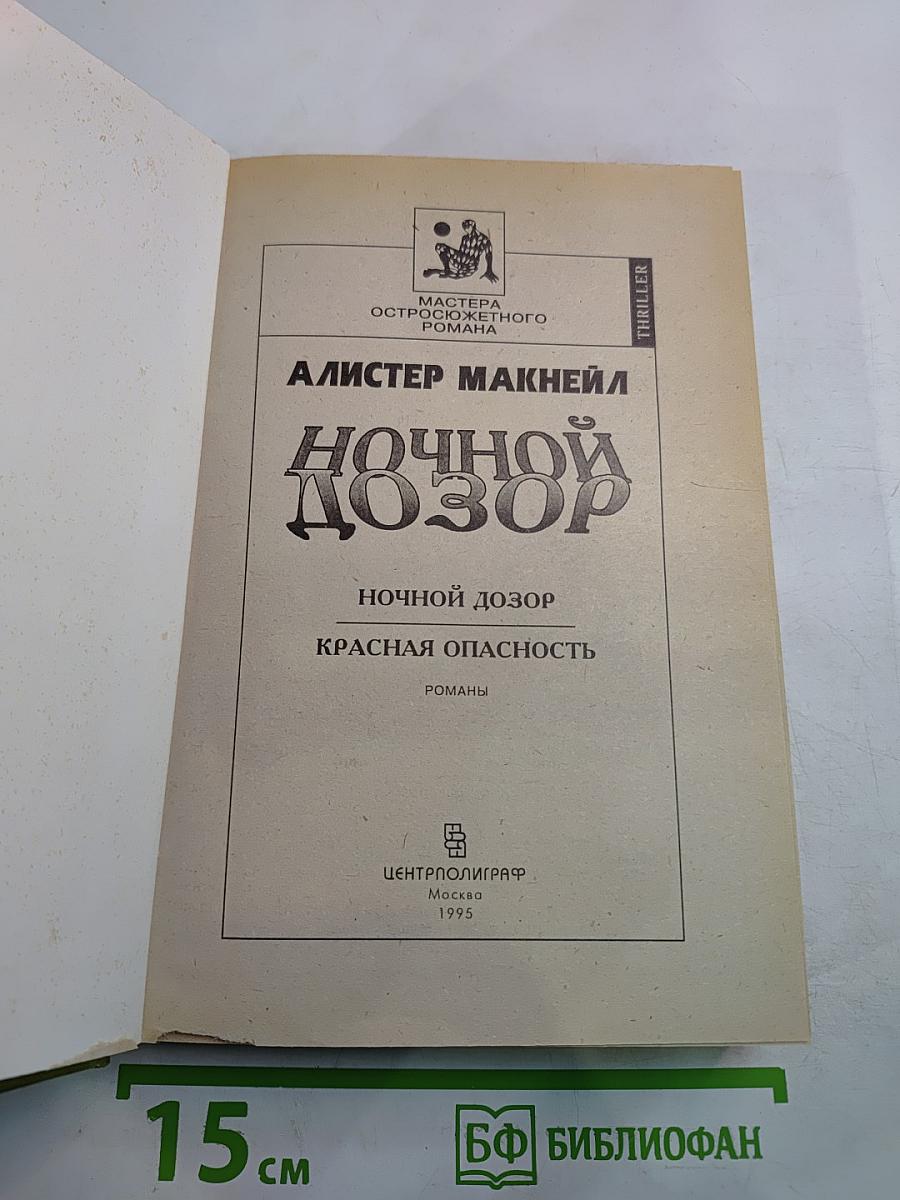 МАСТЕРА
ОСТРОСЮЖЕТНОГО
РОМАНА
THRILLER
АЛИСТЕР МАКНЕЙЛ
НОЧНОЙ
ДОЗОР
НОЧНОЙ ДОЗОР
КРАСНАЯ ОПАСНОСТЬ
РОМАНЫ
ЦЕНТРПОЛИГРАФ
Москва
1995
15 см
БФ БИБЛИОФАН